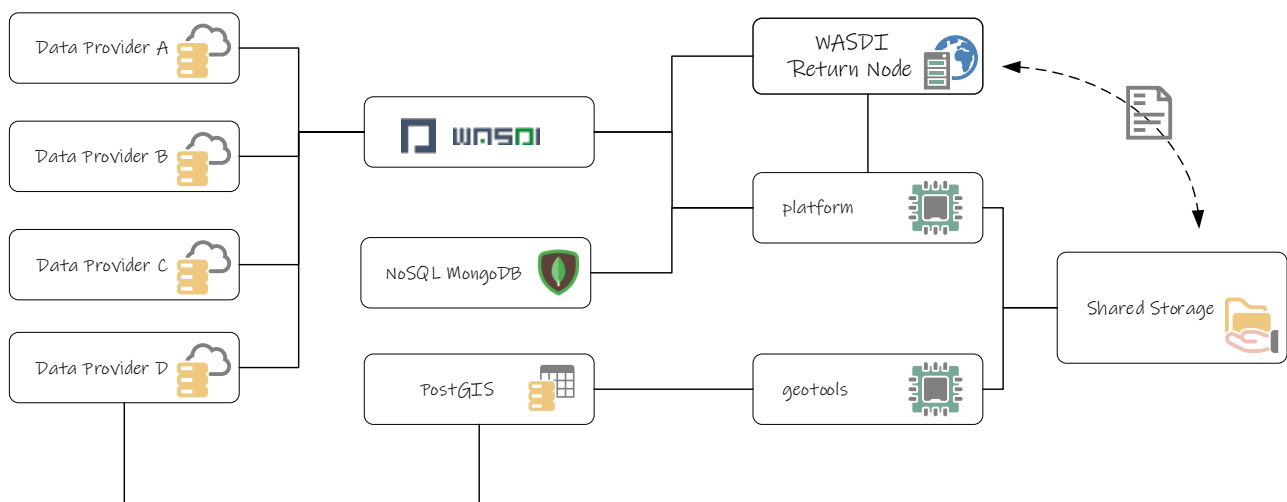 Data Provider A
Data Provider B
Data Provider C
Data Provider D
WASDI
NoSQL MongoDB
PostGIS
WASDI
Return Node
platform
geotools
Shared Storage